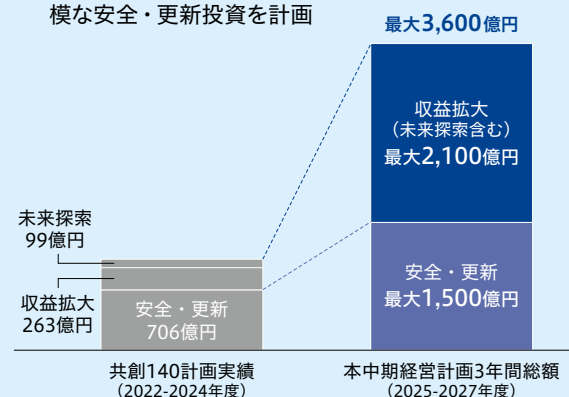 模な安全・更新投資を計画
最大3,600億円
収益拡大
（未来探索含む）
最大2,100億円
未来探索
99億円
収益拡大
263億円
安全・更新
706億円
安全・更新
最大1,500億円
共創140計画実績
（2022-2024年度）
本中期経営計画3年間総額
（2025-2027年度）